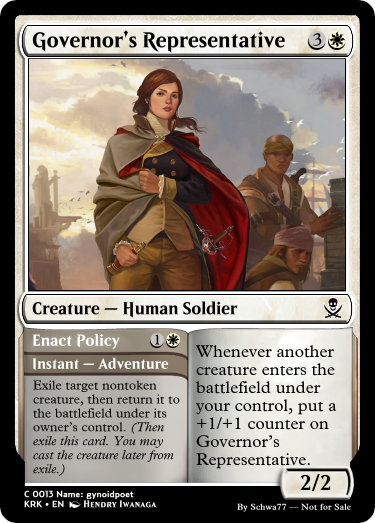 Governor's Representative 3
Creature — Human Soldier
Enact Policy 1
Instant — Adventure
Exile target nontoken
creature, then return it to
the battlefield under its
owner's control. (Then
exile this card. You may
cast the creature later from
exile.)
Whenever another
creature enters the
battlefield under
your control, put a
+1/+1 counter on
Governor's
Representative.
2/2
C 0013 Name: gynoidpoet
KRK • EN Hendry Iwanaga
By Schwa77 — Not for Sale